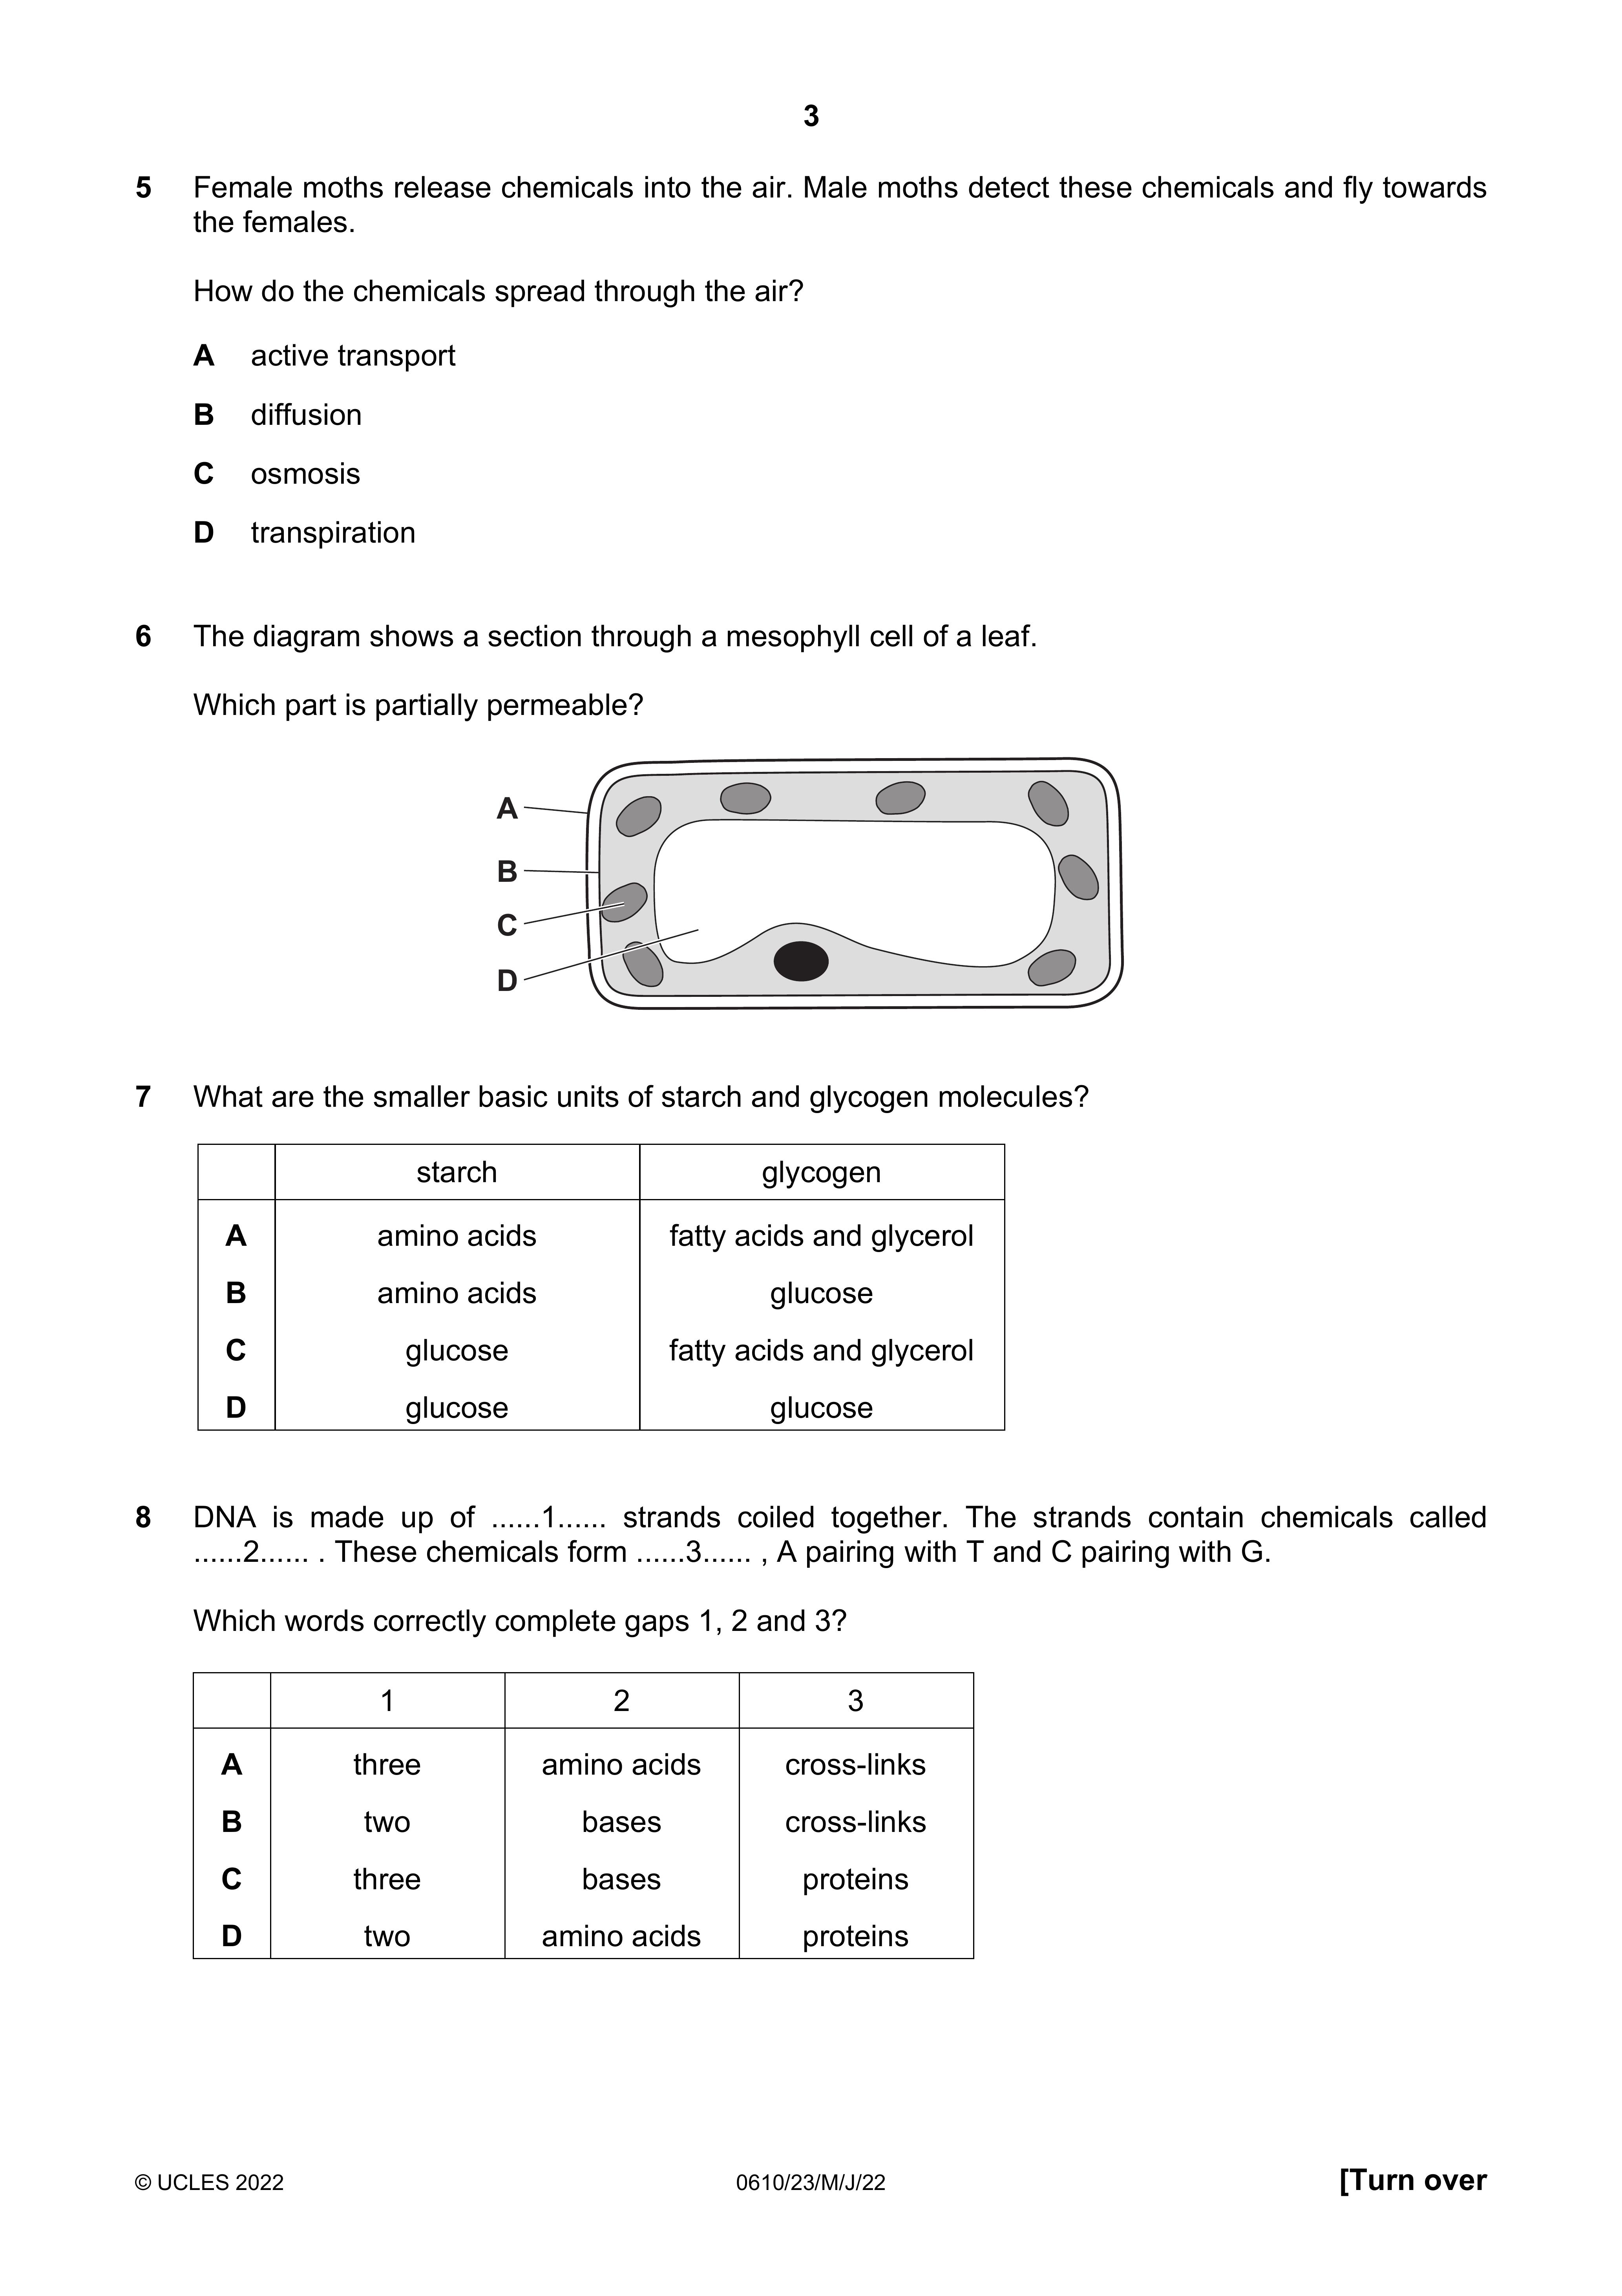 3
5 Female moths release chemicals into the air. Male moths detect these chemicals and fly towards
the females.
How do the chemicals spread through the air?
A active transport
B diffusion
C osmosis
D transpiration
6 The diagram shows a section through a mesophyll cell of a leaf.
Which part is partially permeable?
A
B
C
D
7 What are the smaller basic units of starch and glycogen molecules?
starch glycogen
A amino acids fatty acids and glycerol
B amino acids glucose
C glucose fatty acids and glycerol
D glucose glucose
8 DNA is made up of ......1...... strands coiled together. The strands contain chemicals called
......2...... . These chemicals form ......3...... , A pairing with T and C pairing with G.
Which words correctly complete gaps 1, 2 and 3?
1 2 3
A three amino acids cross-links
B two bases cross-links
C three bases proteins
D two amino acids proteins
© UCLES 2022 0610/23/M/J/22 [Turn over